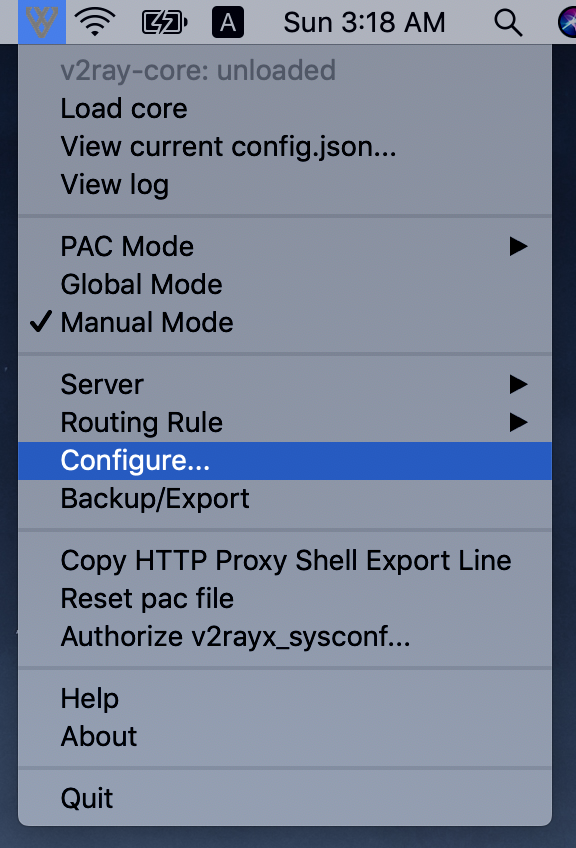 A
Sun 3:18 AM
v2ray-core: unloaded
Load core
View current config.json...
View log
PAC Mode
Global Mode
Manual Mode
Server
Routing Rule
Configure...
Backup/Export
Copy HTTP Proxy Shell Export Line
Reset pac file
Authorize v2rayx_sysconf...
Help
About
Quit